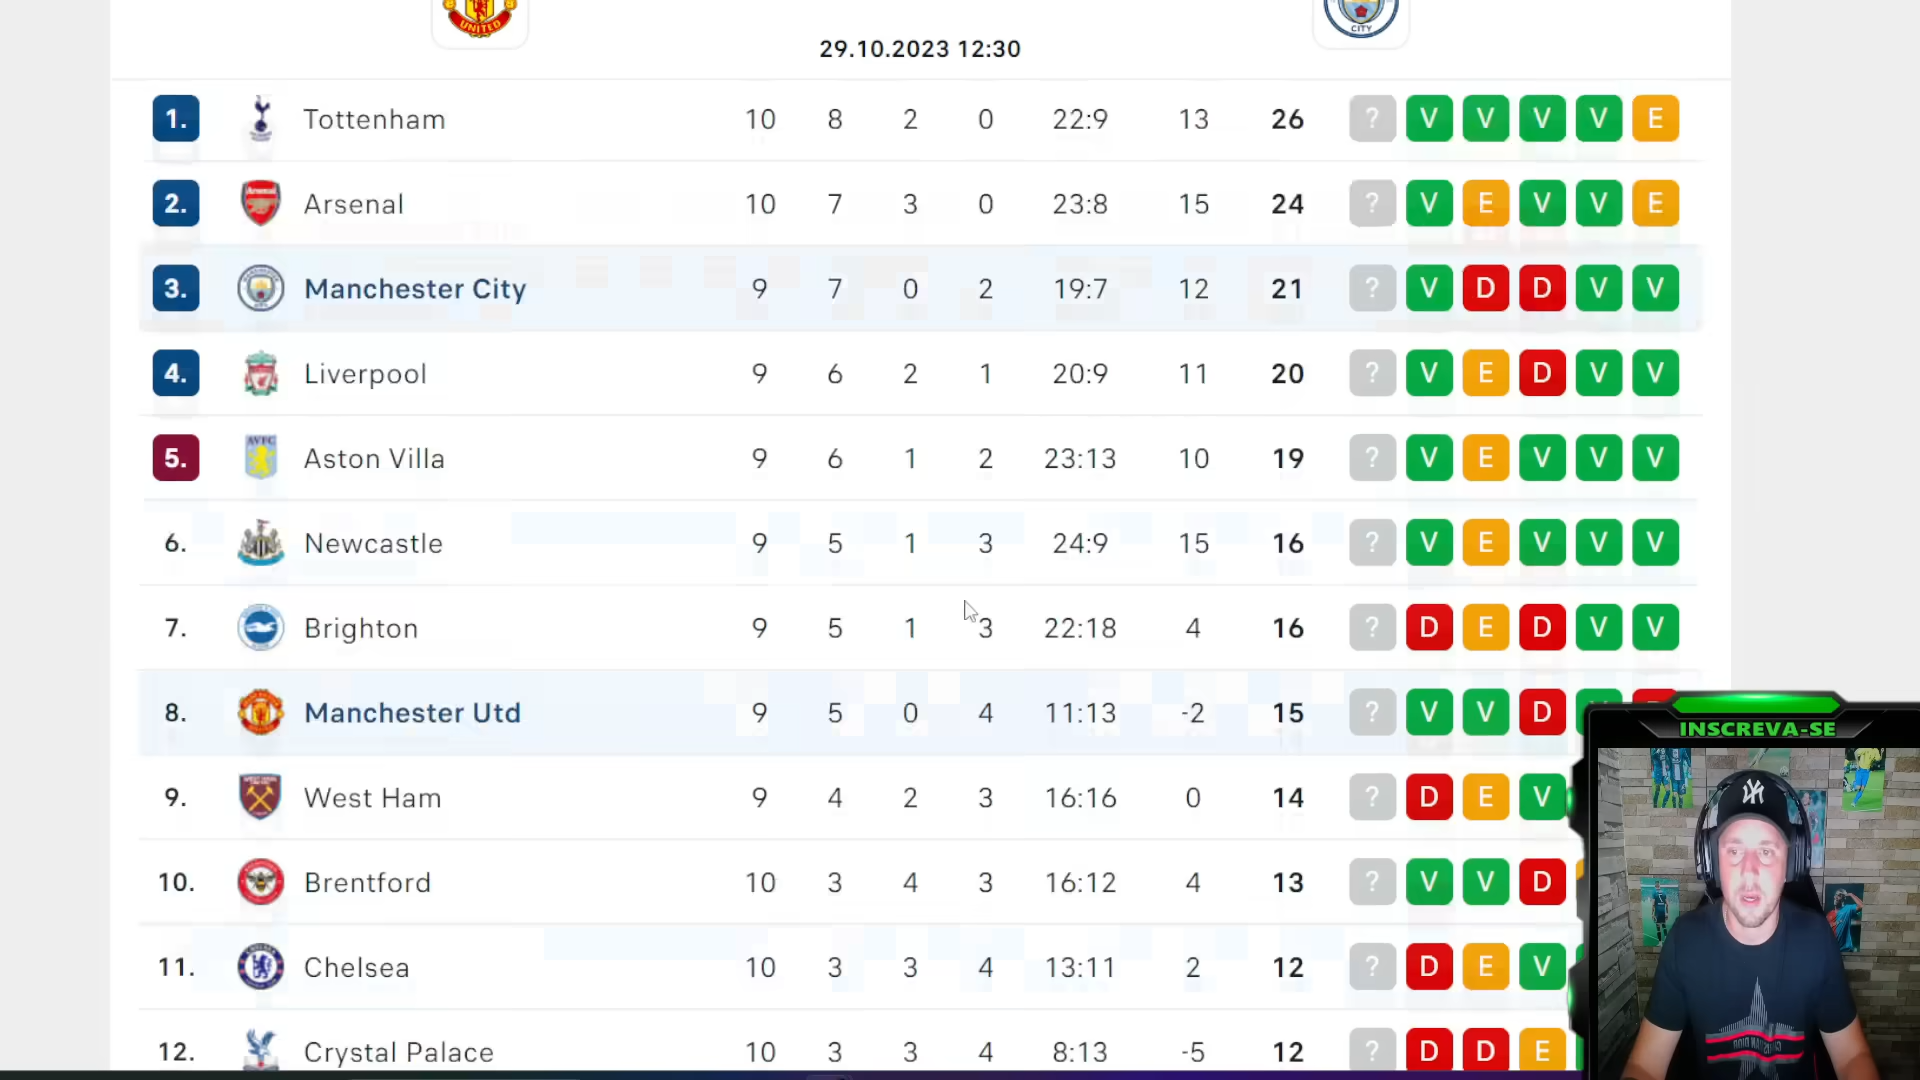 UNITED
CITY
29.10.2023 12:30
1. Tottenham 10 8 2 0 22:9 13 26 ? V V V V E
2. Arsenal 10 7 3 0 23:8 15 24 ? V E V V E
3. Manchester City 9 7 0 2 19:7 12 21 ? V D D V V
4. Liverpool 9 6 2 1 20:9 11 20 ? V E D V V
5. AVFC Aston Villa 9 6 1 2 23:13 10 19 ? V E V V V
6. Newcastle 9 5 1 3 24:9 15 16 ? V E V V V
7. Brighton 9 5 1 3 22:18 4 16 ? D E D V V
8. Manchester Utd 9 5 0 4 11:13 -2 15 ? V V D
INSCREVA-SE
9. West Ham 9 4 2 3 16:16 0 14 ? D E V
10. Brentford 10 3 4 3 16:12 4 13 ? V V D
11. Chelsea 10 3 3 4 13:11 2 12 ? D E V
12. Crystal Palace 10 3 3 4 8:13 -5 12 ? D D E